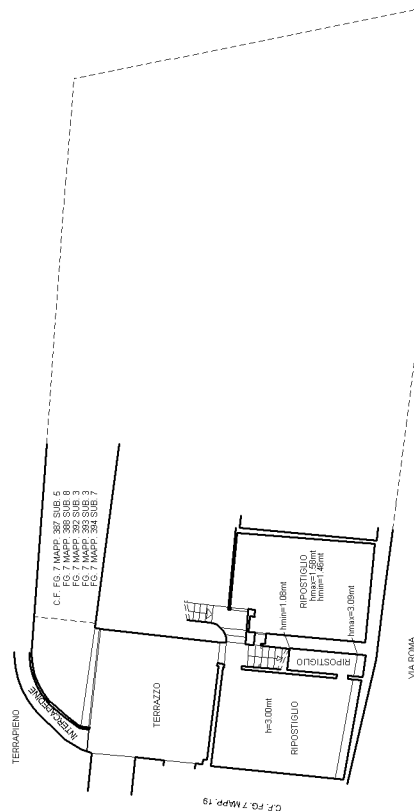 C.F. FG. 7 MAPP. 387 SUB. 5
FG. 7 MAPP. 388 SUB. 8
FG. 7 MAPP. 392 SUB. 3
FG. 7 MAPP. 393 SUB. 3
FG. 7 MAPP. 394 SUB. 7
TERRAPIENO
INTERCAPEDINE
TERRAZZO
RIPOSTIGLIO
hmax=1.58mt
hmin=1.46mt
hmin=1.08mt
RIPOSTIGLIO
hmax=3.09mt
h=3.00mt
RIPOSTIGLIO
VIA ROMA
C.F. FG.7 MAPP. 19